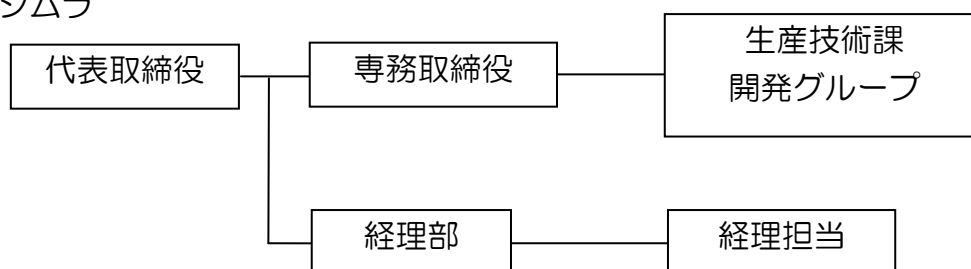 シムラ
代表取締役
専務取締役
生産技術課
開発グループ
経理部
経理担当